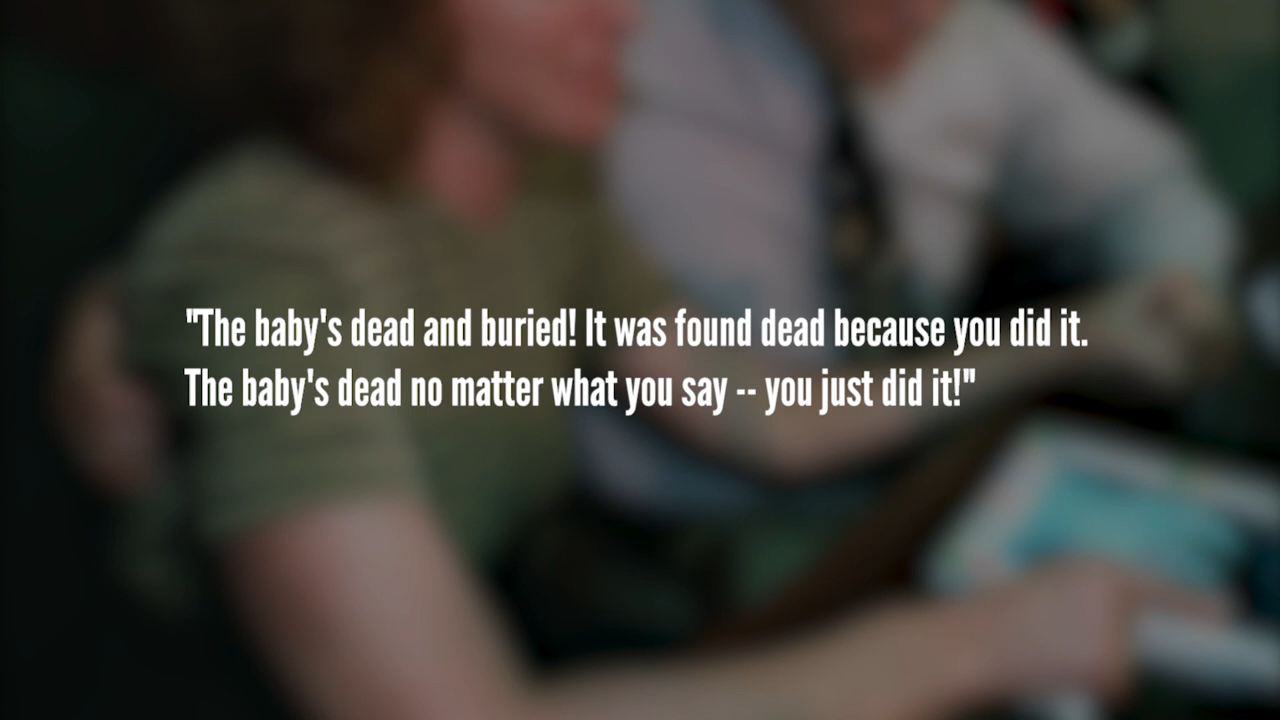 "The baby's dead and buried! It was found dead because you did it.
The baby's dead no matter what you say -- you just did it!"